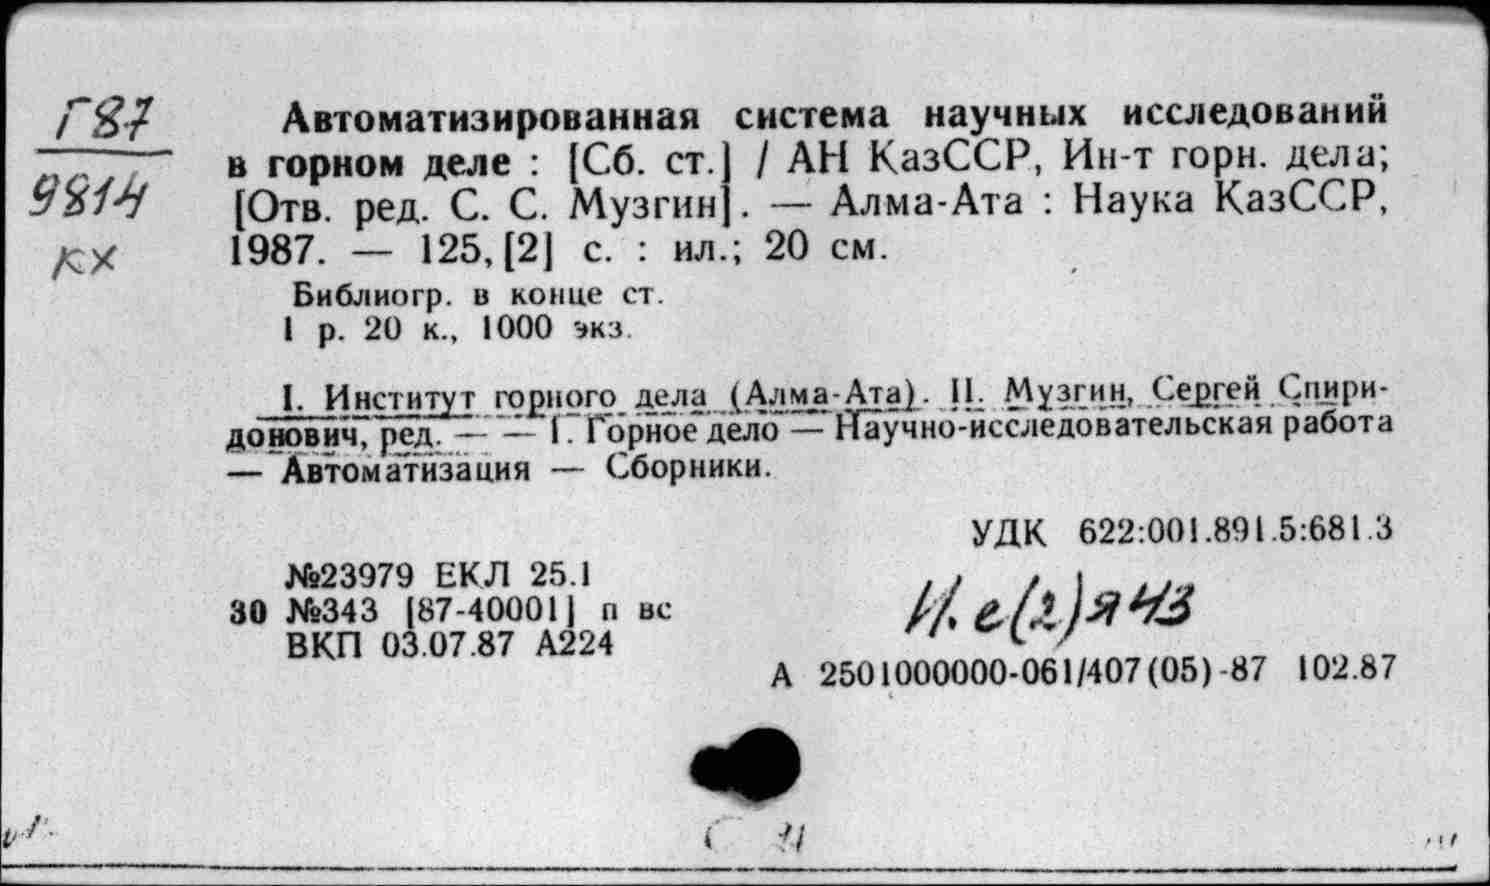 Г87
9814
кх
Автоматизированная система научных исследований
в горном деле : [Сб. ст.] / АН КазССР, Ин-т горн. дела;
[Отв. ред. С. С. Музгин]. — Алма-Ата : Наука КазССР,
1987. — 125, [2] с. : ил.; 20 см.
Библиогр. в конце ст.
1 р. 20 к., 1000 экз.
I. Институт горного дела (Алма-Ата). II. Музгин, Сергей Спири-
донович, ред. — — 1. Горное дело — Научно-исследовательская работа
— Автоматизация — Сборники.
УДК 622:001.891.5:681.3
№23979 ЕКЛ 25.1
30 №343 [87-40001] п вс
ВКП 03.07.87 А224
И.е(2)я43
А 2501000000-061/407(05)-87 102.87